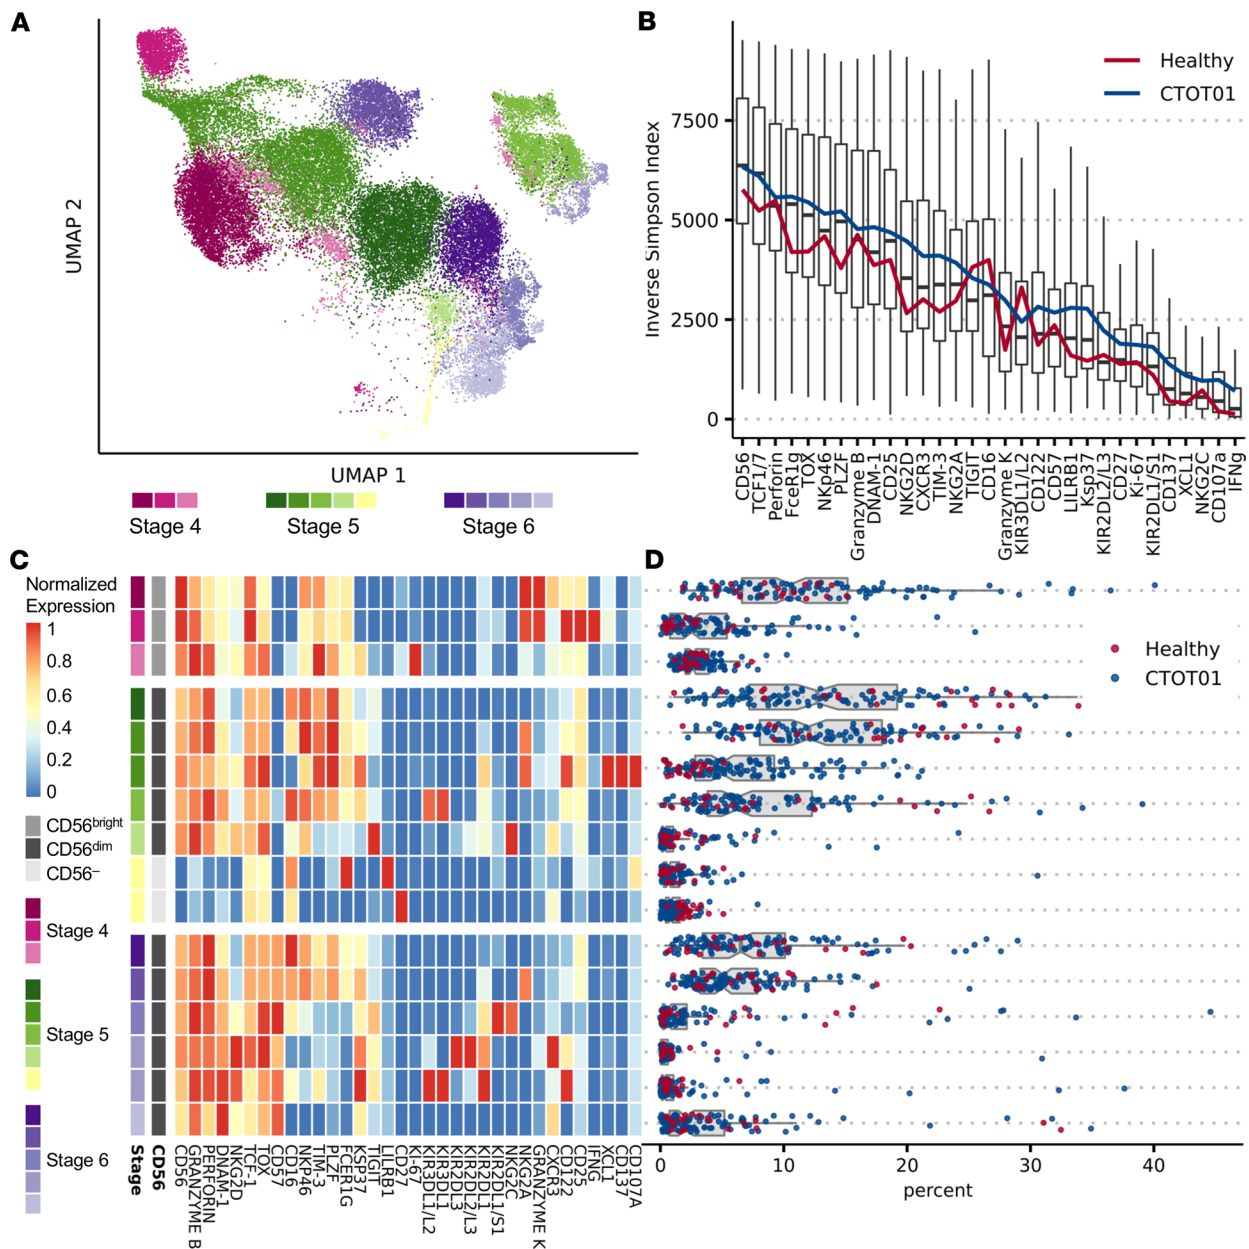 A
UMAP 2
UMAP 1
Stage 4
Stage 5
Stage 6
B
Inverse Simpson Index
7500
5000
2500
0
Healthy
CTOT01
CD56
TCF1/7
Perforin
FceR1g
TOX
NKp46
PLZF
Granzyme B
DNAM-1
CD25
NKG2D
CXCR3
TIM-3
NKG2A
TIGIT
CD16
Granzyme K
KIR3DL1/L2
CD122
CD57
LILRB1
Ksp37
KIR2DL2/L3
CD27
Ki-67
KIR2DL1/S1
CD137
XCL1
NKG2C
CD107a
IFNg
C
Normalized
Expression
1
0.8
0.6
0.4
0.2
0
CD56bright
CD56dim
CD56–
Stage 4
Stage 5
Stage 6
Stage
CD56
CD56
GRANZYME B
PERFORIN
DNAM-1
NKG2D
TCF-1
TOX
CD57
CD16
NKP46
TIM-3
PLZF
FCER1G
KSP37
TIGIT
LILRB1
CD27
KI-67
KIR3DL1/L2
KIR3DL1
KIR2DL3
KIR2DL2/L3
KIR2DL1
KIR2DL1/S1
NKG2C
NKG2A
GRANZYME K
CXCR3
CD122
CD25
IFNG
XCL1
CD137
CD107A
D
Healthy
CTOT01
0
10
20
30
40
percent